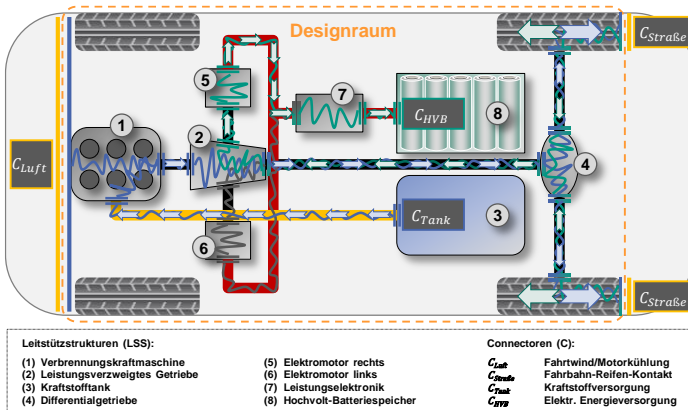 Designraum
C_Straße
5
7
C_HVB
8
1
2
C_Luft
4
C_Tank
3
6
C_Straße
Leitstützstrukturen (LSS):
Connectoren (C):
(1) Verbrennungskraftmaschine
(5) Elektromotor rechts
C_Luft Fahrtwind/Motorkühlung
(2) Leistungsverzweigtes Getriebe
(6) Elektromotor links
C_Straße Fahrbahn-Reifen-Kontakt
(3) Kraftstofftank
(7) Leistungselektronik
C_Tank Kraftstoffversorgung
(4) Differentialgetriebe
(8) Hochvolt-Batteriespeicher
C_HVB Elektr. Energieversorgung